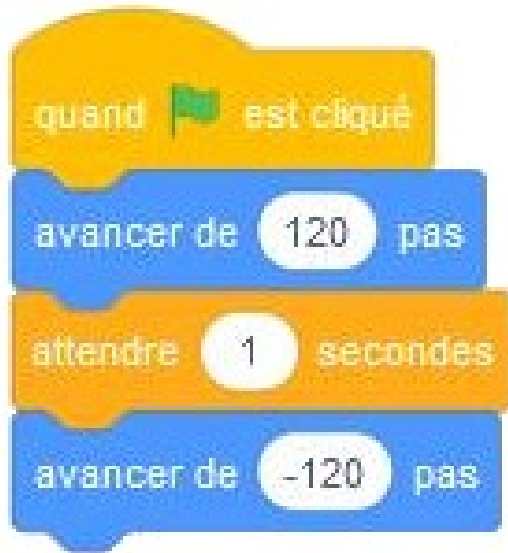 quand est cliqué
avancer de 120 pas
attendre 1 secondes
avancer de -120 pas